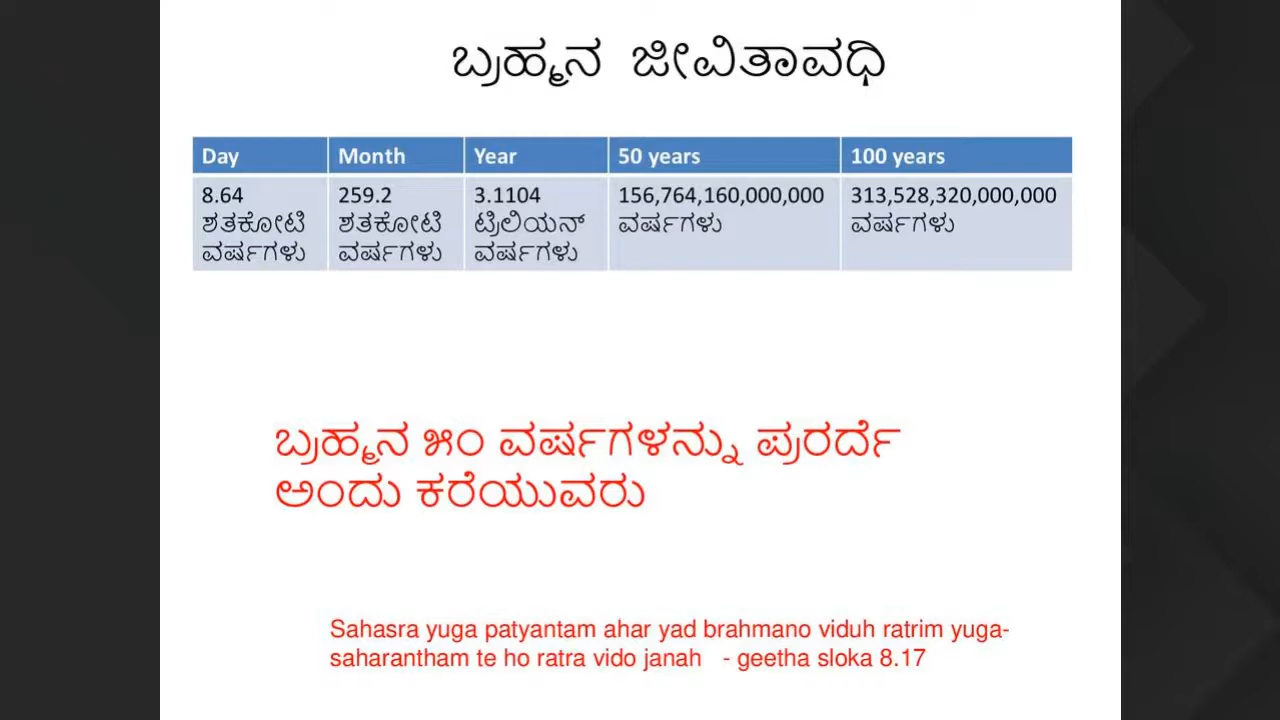 ಬ್ರಹ್ಮನ ಜೀವಿತಾವಧಿ
Day Month Year 50 years 100 years
8.64 259.2 3.1104 156,764,160,000,000 313,528,320,000,000
ಶತಕೋಟಿ ಶತಕೋಟಿ ಟ್ರಿಲಿಯನ್ ವರ್ಷಗಳು ವರ್ಷಗಳು
ವರ್ಷಗಳು ವರ್ಷಗಳು ವರ್ಷಗಳು
ಬ್ರಹ್ಮನ ೫೦ ವರ್ಷಗಳನ್ನು ಪ್ರರರ್ದೆ
ಅಂದು ಕರೆಯುವರು
Sahasra yuga patyantam ahar yad brahmano viduh ratrim yuga-
saharantham te ho ratra vido janah - geetha sloka 8.17